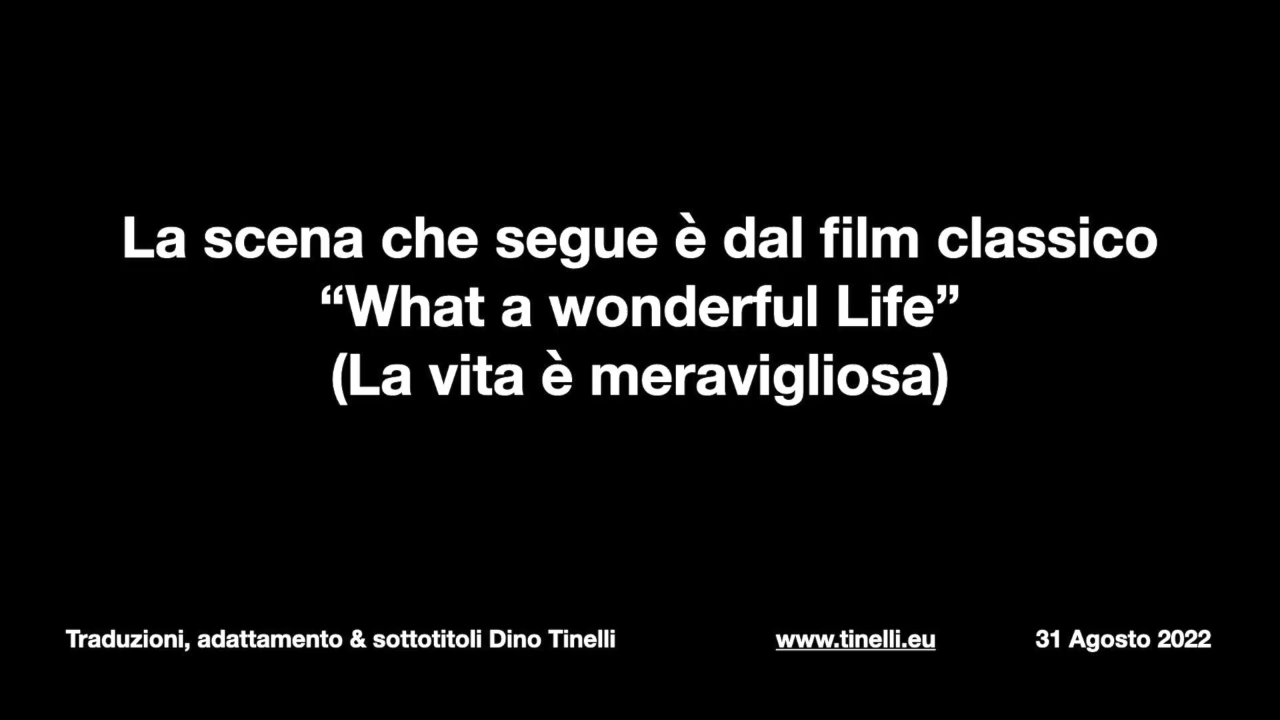 La scena che segue è dal film classico
“What a wonderful Life”
(La vita è meravigliosa)
Traduzioni, adattamento & sottotitoli Dino Tinelli
www.tinelli.eu
31 Agosto 2022